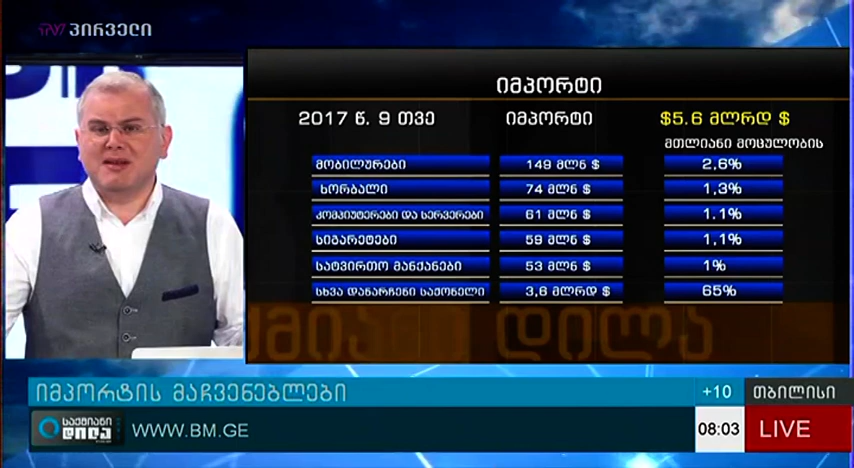 TV პირველი
იმპორტი
2017 წ. 9 თვე იმპორტი $5.6 მლრდ $
მთლიანი მოცულობის
მობილურები 149 მლნ $ 2,6%
ხორბალი 74 მლნ $ 1,3%
კომპიუტერები და სერვერები 61 მლნ $ 1.1%
სიგარეტები 59 მლნ $ 1,1%
სატვირთო მანქანები 53 მლნ $ 1%
სხვა დანარჩენი საქონელი 3,6 მლრდ $ 65%
დილა
იმპორტის მაჩვენებლები +10 თბილისი
საქმიანი
დილა WWW.BM.GE 08:03 LIVE